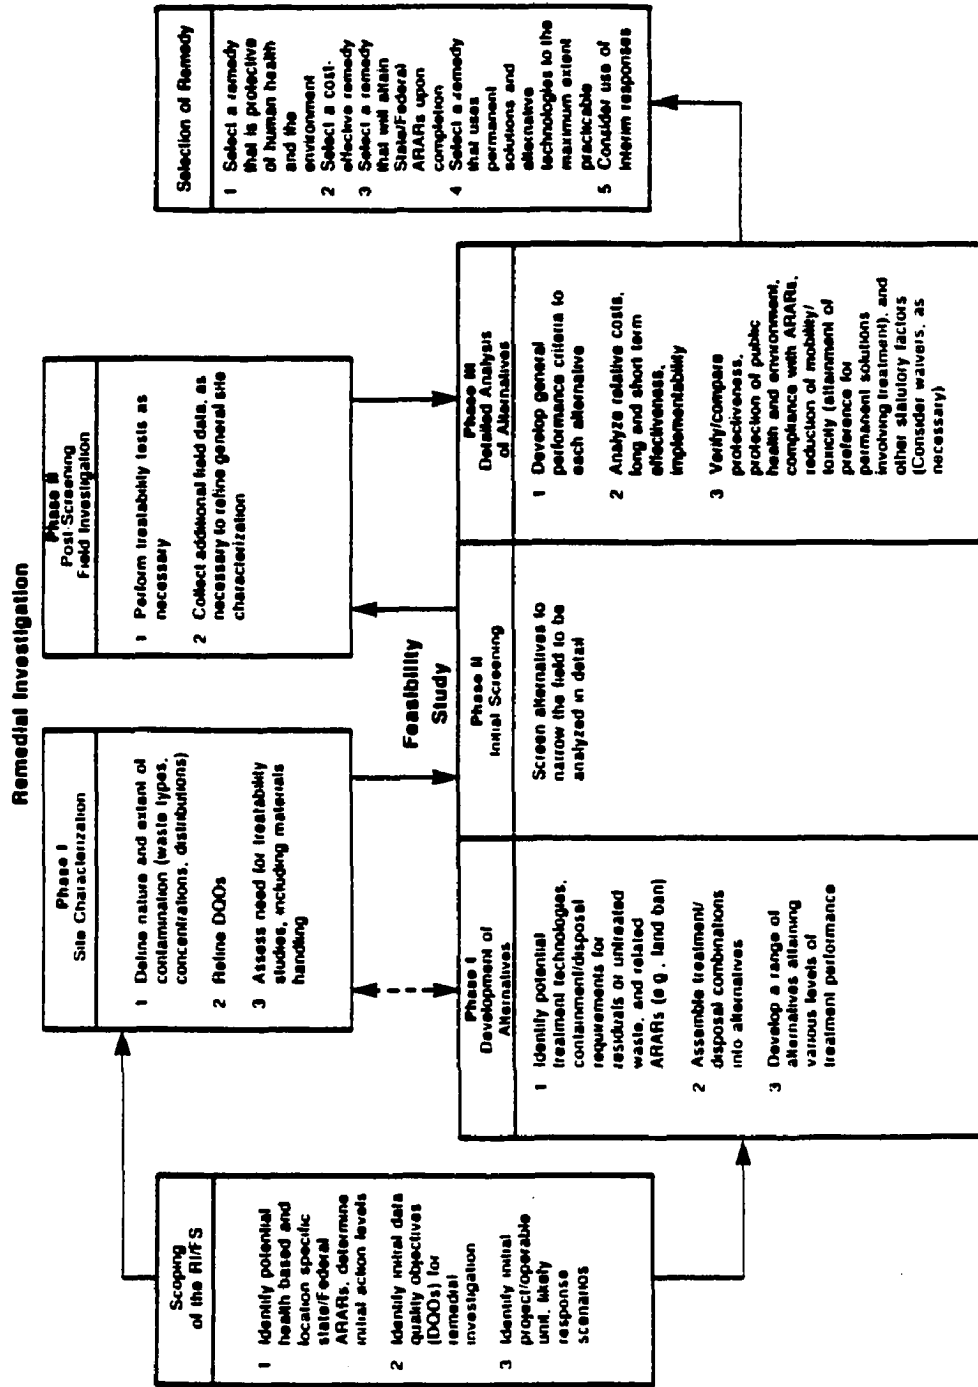 Remedial Investigation
Scoping
of the RI/FS
1 Identify potential
health based and
location specific
state/Federal
ARARs, determine
initial action levels
2 Identify initial data
quality objectives
(DQOs) for
remedial
investigation
3 Identify initial
project/operable
unit, likely
response
scenarios
Phase I
Site Characterization
1 Define nature and extent of
contamination (waste types,
concentrations, distributions)
2 Refine DQOs
3 Assess need for treatability
studies, including materials
handling
Phase II
Post-Screening
Field Investigation
1 Perform treatability tests as
necessary
2 Collect additional field data, as
necessary to refine general site
characterization
Feasibility
Study
Phase I
Development of
Alternatives
1 Identify potential
treatment technologies,
containment/disposal
requirements for
residuals or untreated
waste, and related
ARARs (e.g., land ban)
2 Assemble treatment/
disposal combinations
into alternatives
3 Develop a range of
alternatives attaining
various levels of
treatment performance
Phase II
Initial Screening
Screen alternatives to
narrow the field to be
analyzed in detail
Phase III
Detailed Analysis
of Alternatives
1 Develop general
performance criteria to
each alternative
2 Analyze relative costs,
long and short term
effectiveness,
implementability
3 Verify/compare
protectiveness,
protection of public
health and environment,
compliance with ARARs,
reduction of mobility/
toxicity (attainment of
preference for
permanent solutions
involving treatment), and
other statutory factors
(Consider waivers, as
necessary)
Selection of Remedy
1 Select a remedy
that is protective
of human health
and the
environment
2 Select a cost-
effective remedy
3 Select a remedy
that will attain
State/Federal
ARARs upon
completion
4 Select a remedy
that uses
permanent
solutions and
alternative
technologies to the
maximum extent
practicable
5 Consider use of
interim responses